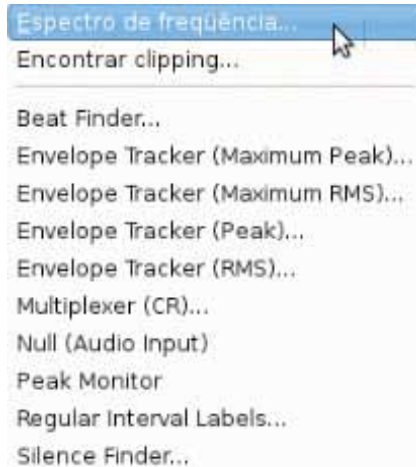 Espectro de freqüência...
Encontrar clipping...
Beat Finder...
Envelope Tracker (Maximum Peak)...
Envelope Tracker (Maximum RMS)...
Envelope Tracker (Peak)...
Envelope Tracker (RMS)...
Multiplexer (CR)...
Null (Audio Input)
Peak Monitor
Regular Interval Labels...
Silence Finder...